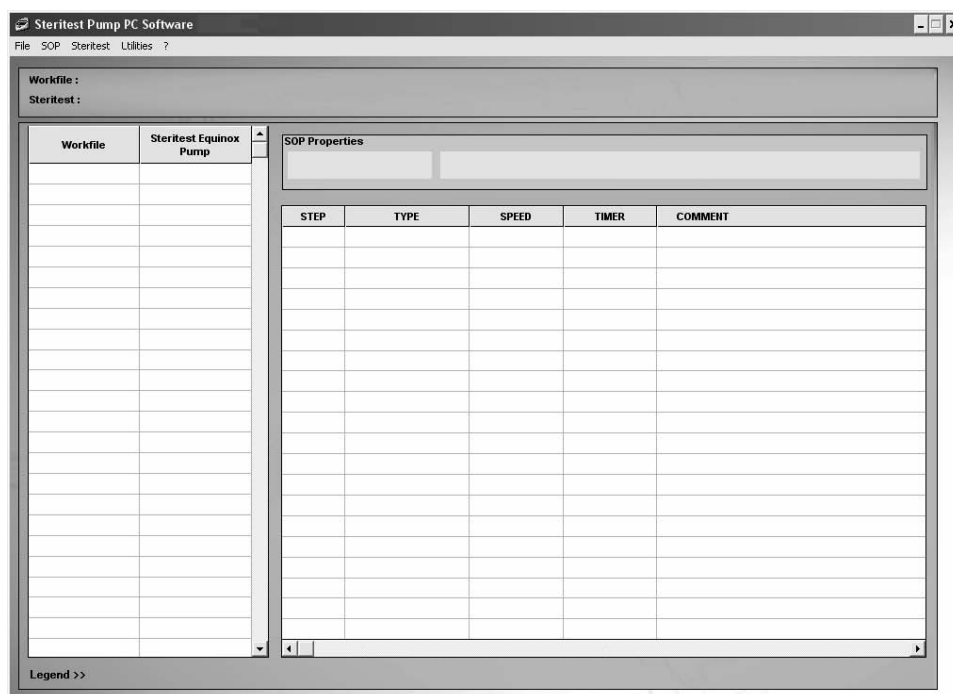 Steritest Pump PC Software
File SOP Steritest Utilities ?
Workfile :
Steritest :
Workfile Steritest Equinox Pump
SOP Properties
STEP TYPE SPEED TIMER COMMENT
Legend >>